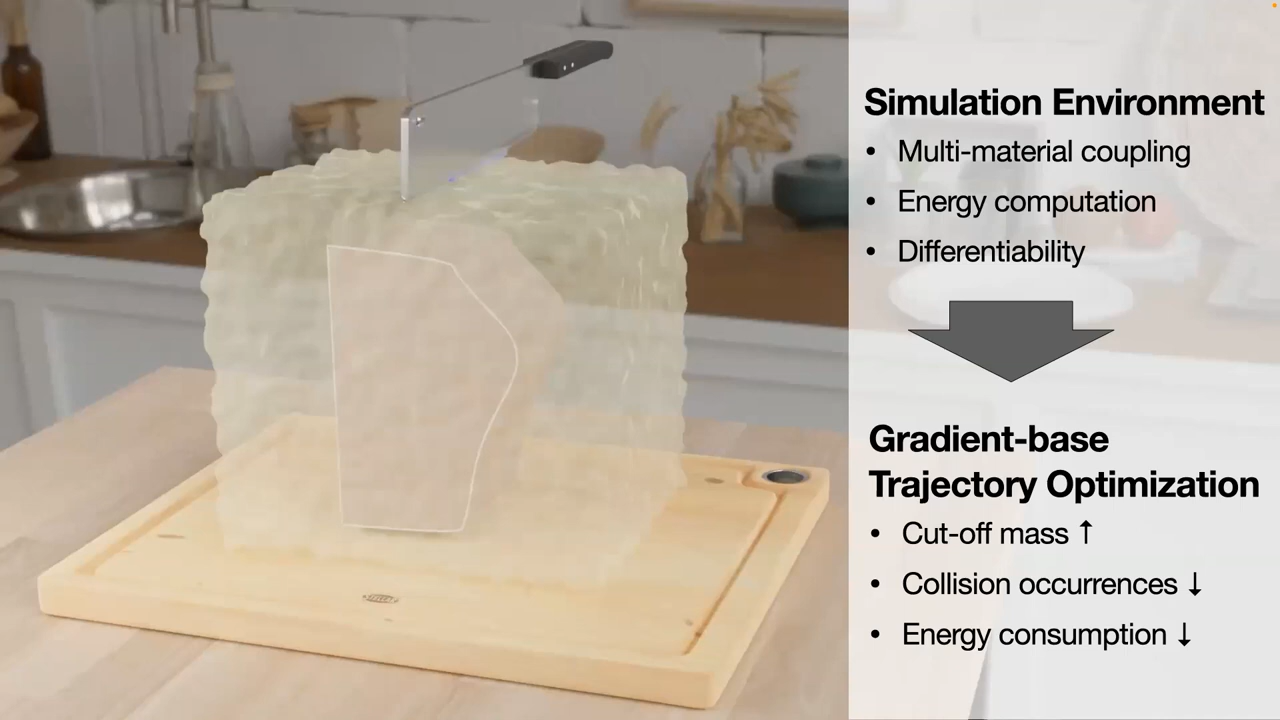 Simulation Environment
• Multi-material coupling
• Energy computation
• Differentiability
Gradient-base
Trajectory Optimization
• Cut-off mass ↑
• Collision occurrences ↓
• Energy consumption ↓